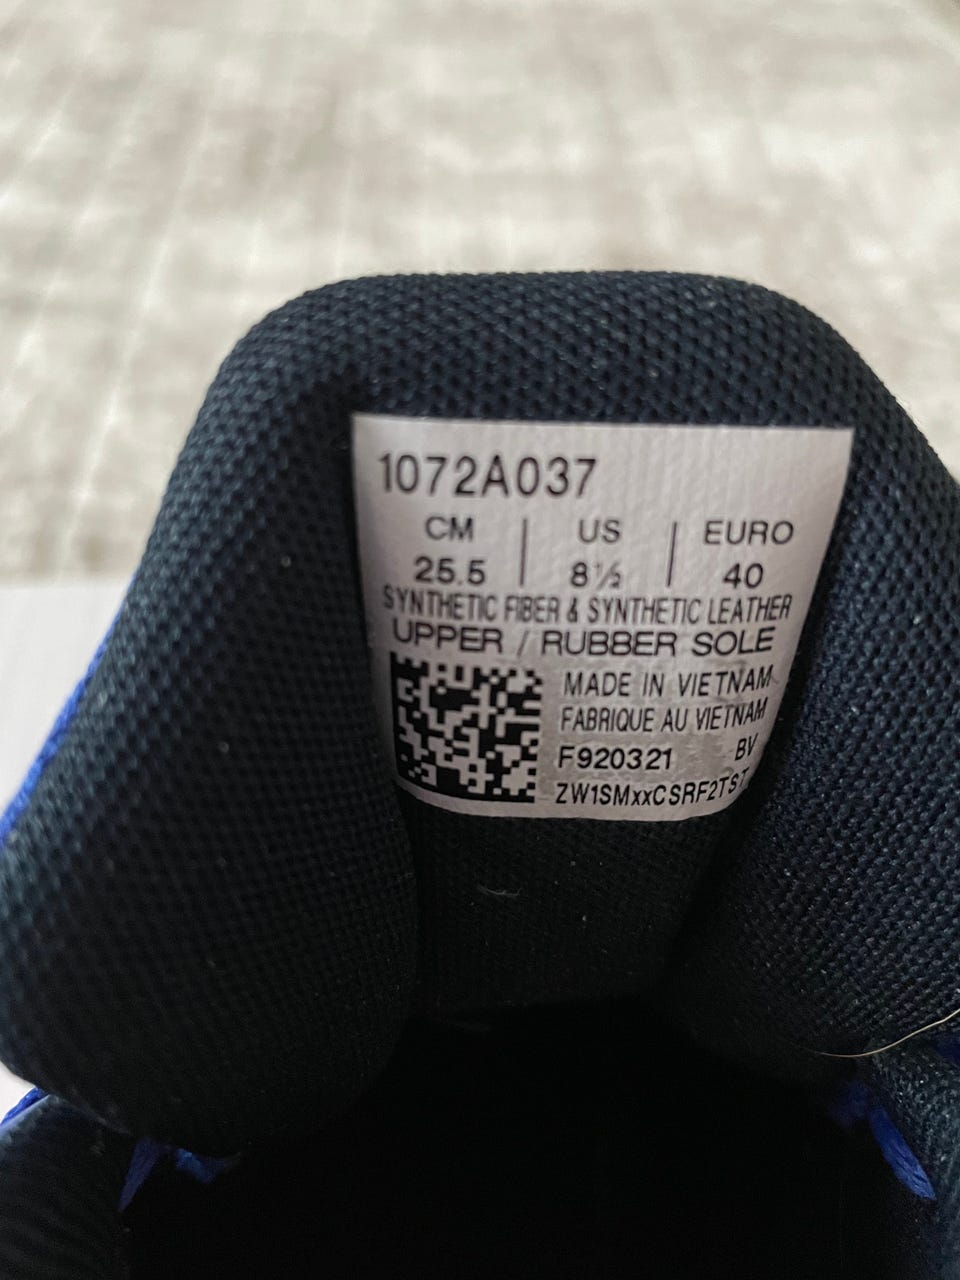 1072A037
CM | US | EURO
25.5 | 8½ | 40
SYNTHETIC FIBER & SYNTHETIC LEATHER
UPPER / RUBBER SOLE
MADE IN VIETNAM
FABRIQUE AU VIETNAM
F920321 BV
ZW1SMxxCSRF2TST